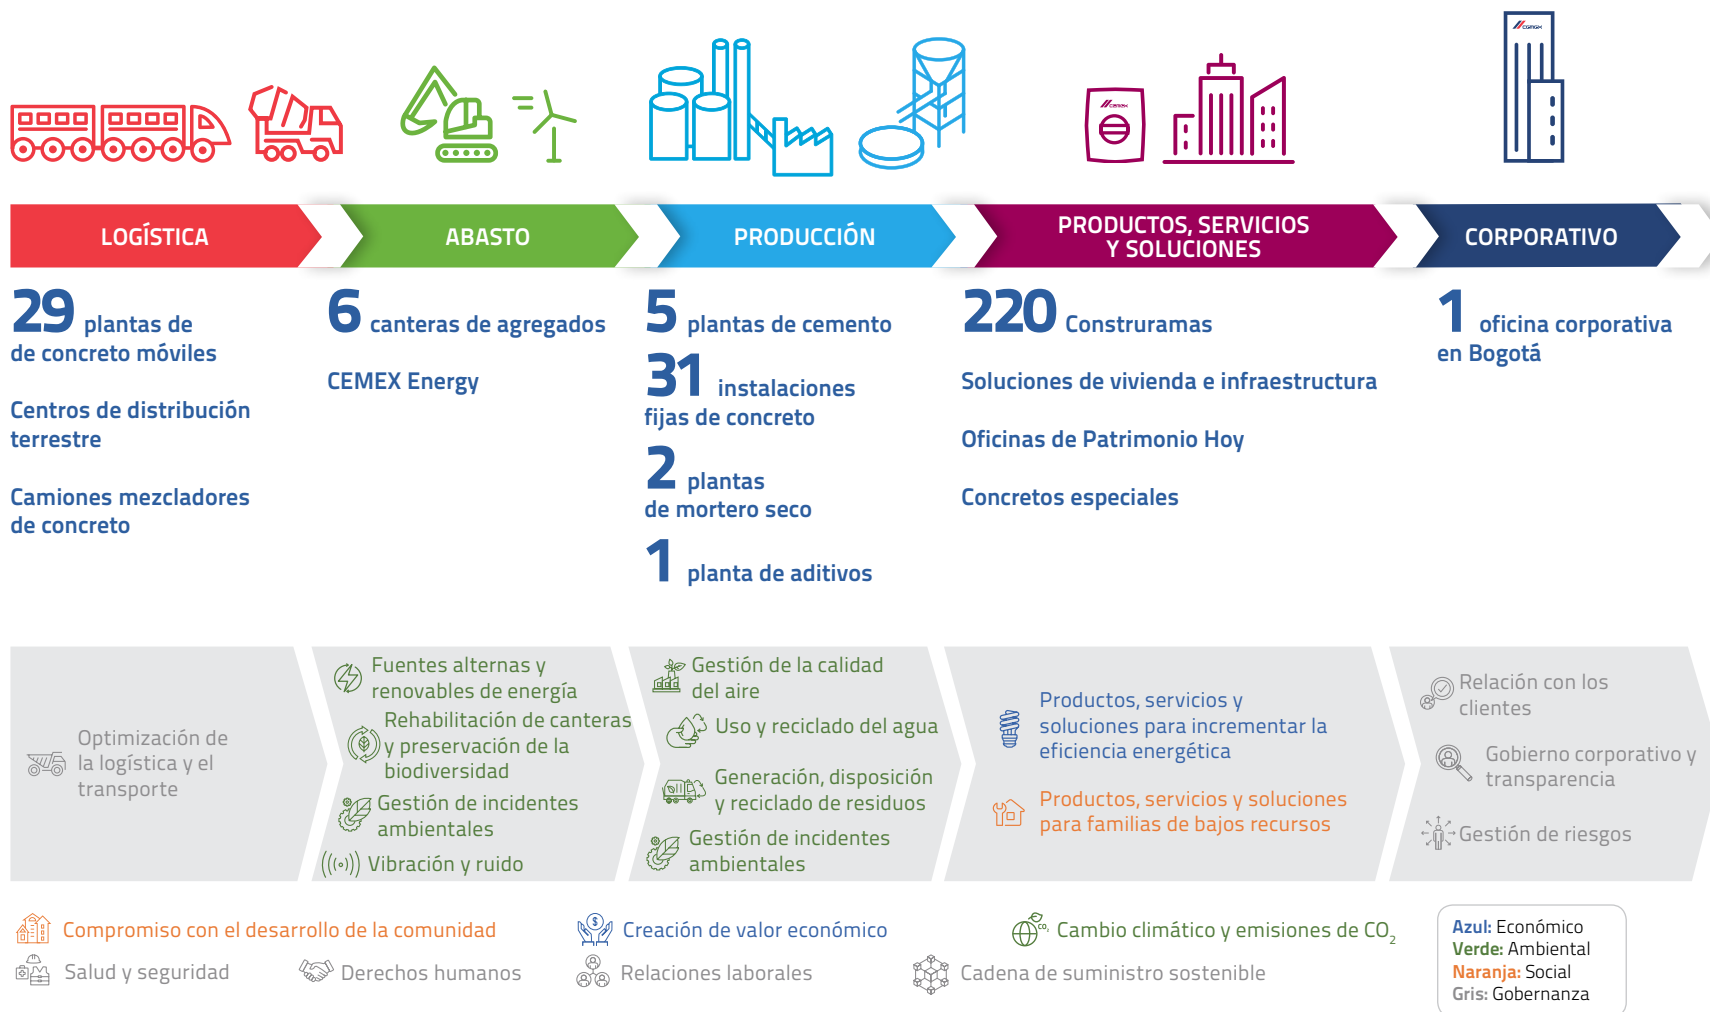 CEMEX
CEMEX
LOGÍSTICA
ABASTO
PRODUCCIÓN
PRODUCTOS, SERVICIOS
Y SOLUCIONES
CORPORATIVO
29 plantas de
de concreto móviles
Centros de distribución
terrestre
Camiones mezcladores
de concreto
6 canteras de agregados
CEMEX Energy
5 plantas de cemento
31 instalaciones
fijas de concreto
2 plantas
de mortero seco
1 planta de aditivos
220 Construramas
Soluciones de vivienda e infraestructura
Oficinas de Patrimonio Hoy
Concretos especiales
1 oficina corporativa
en Bogotá
Optimización de
la logística y el
transporte
Fuentes alternas y
renovables de energía
Rehabilitación de canteras
y preservación de la
biodiversidad
Gestión de incidentes
ambientales
Vibración y ruido
Gestión de la calidad
del aire
Uso y reciclado del agua
Generación, disposición
y reciclado de residuos
Gestión de incidentes
ambientales
Productos, servicios y
soluciones para incrementar la
eficiencia energética
Productos, servicios y soluciones
para familias de bajos recursos
Relación con los
clientes
Gobierno corporativo y
transparencia
Gestión de riesgos
Compromiso con el desarrollo de la comunidad
$
Creación de valor económico
CO₂
Cambio climático y emisiones de CO₂
Salud y seguridad
Derechos humanos
Relaciones laborales
Cadena de suministro sostenible
Azul: Económico
Verde: Ambiental
Naranja: Social
Gris: Gobernanza